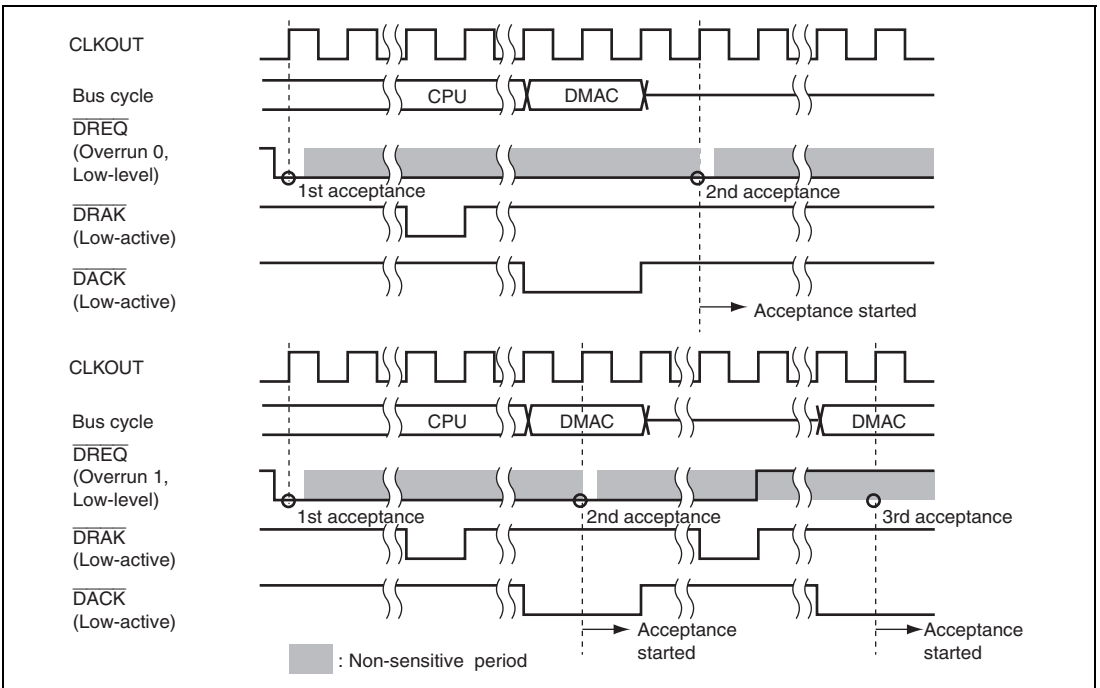 CLKOUT
Bus cycle
CPU
DMAC
DREQ
(Overrun 0,
Low-level)
1st acceptance
2nd acceptance
DRAK
(Low-active)
DACK
(Low-active)
Acceptance started
CLKOUT
Bus cycle
CPU
DMAC
DMAC
DREQ
(Overrun 1,
Low-level)
1st acceptance
2nd acceptance
3rd acceptance
DRAK
(Low-active)
DACK
(Low-active)
Acceptance
started
Acceptance
started
: Non-sensitive period